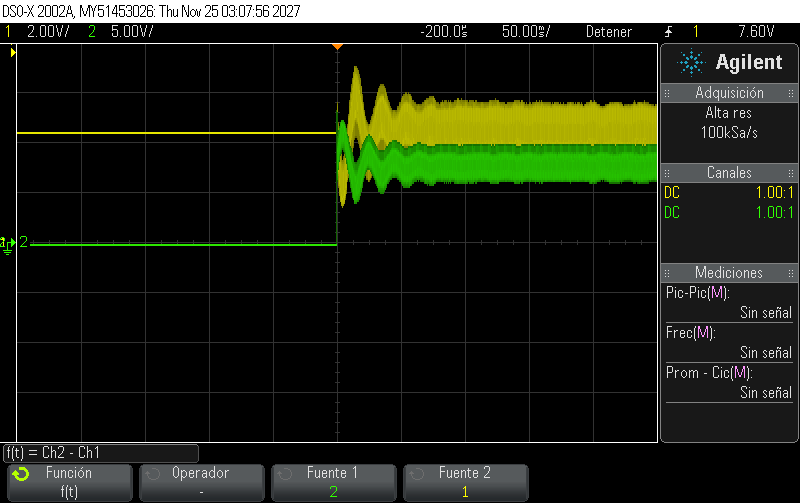 DSO-X 2002A, MY51453026: Thu Nov 25 03:07:56 2027
1 2.00V/ 2 5.00V/ -200.0s 50.00s/ Detener 1 7.60V
Agilent
Adquisición
Alta res
100kSa/s
Canales
DC 1.00:1
DC 1.00:1
2
Mediciones
Pic-Pic(M):
Sin señal
Frec(M):
Sin señal
Prom - Cic(M):
Sin señal
f(t) = Ch2 - Ch1
Función Operador Fuente 1 Fuente 2
f(t) - 2 1